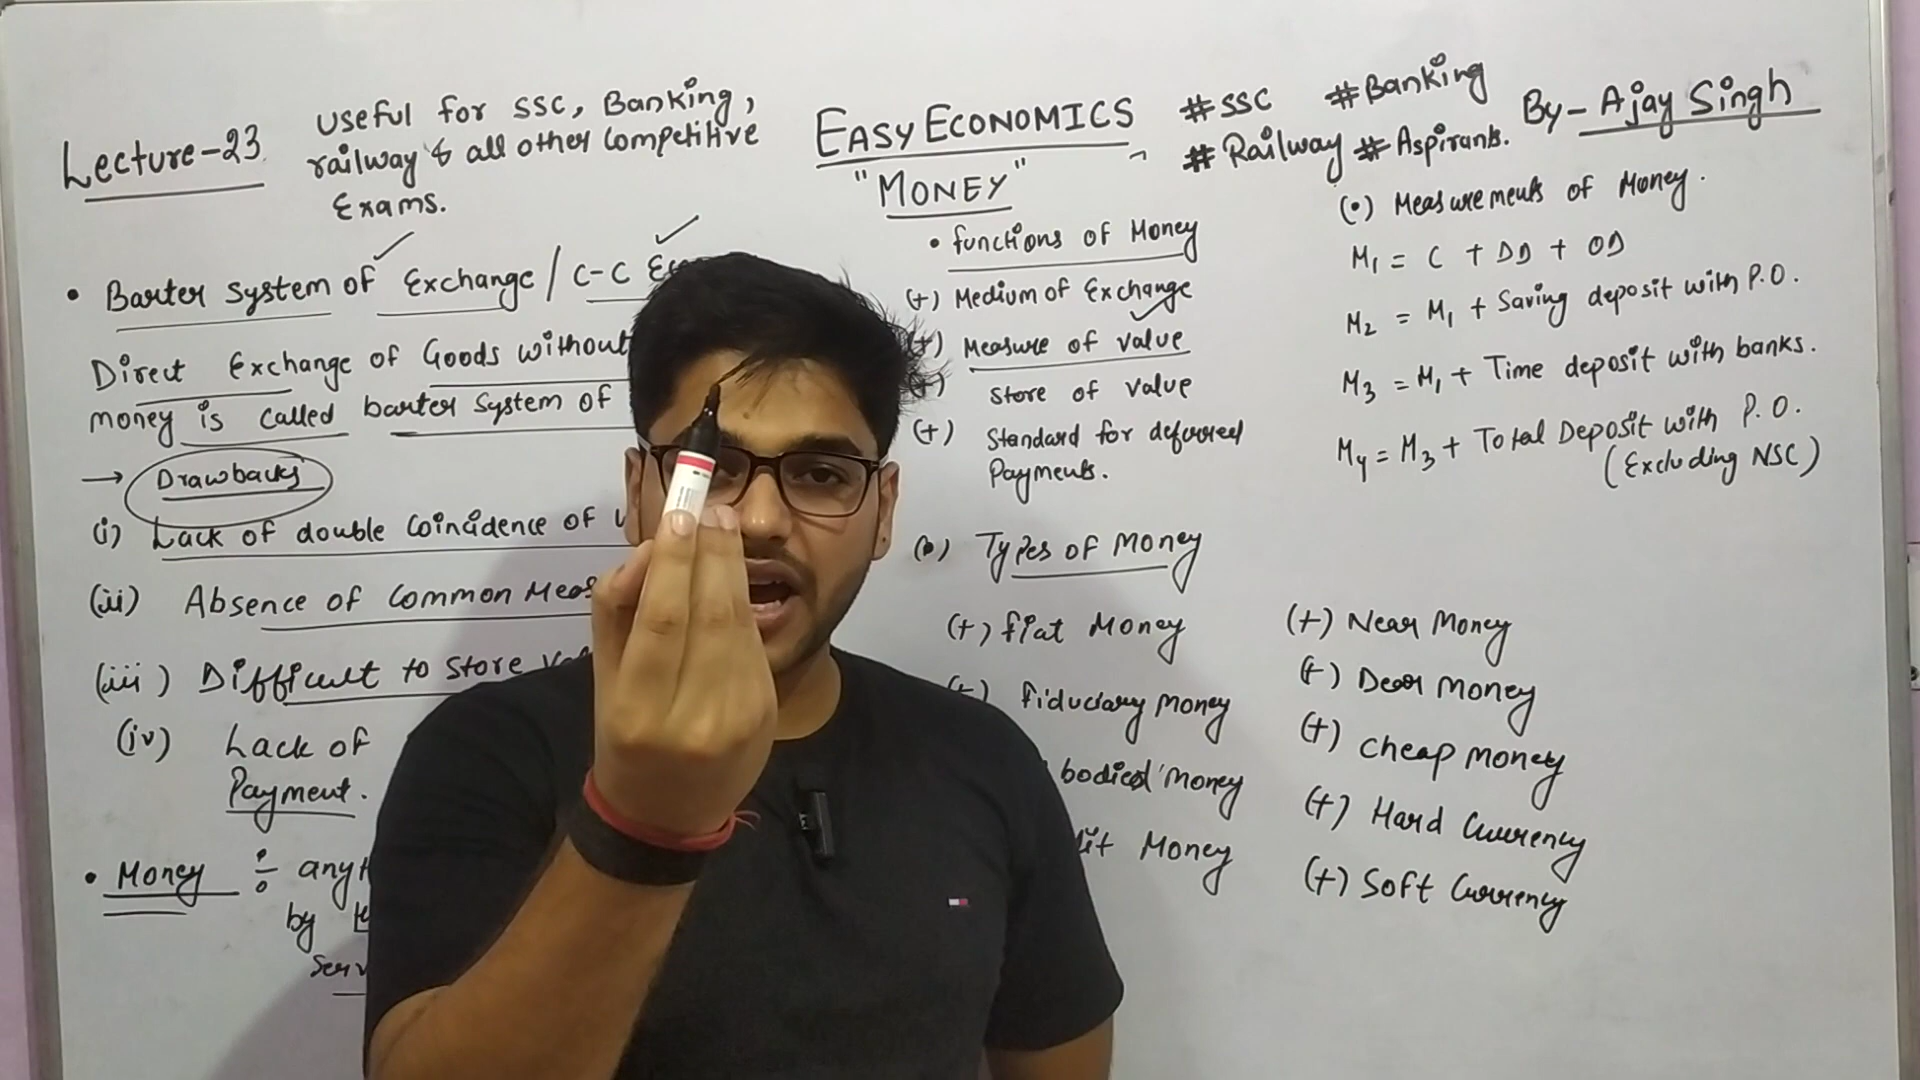 Lecture-23
Useful for SSC, Banking,
railway & all other Competitive
Exams.
EASY ECONOMICS
"MONEY"
#SSC #Banking
#Railway #Aspirants.
By- Ajay Singh
• Barter System of Exchange / C-C
Direct Exchange of Goods without
money is called barter System of
→ Drawbacks
(i) Lack of double Coincidence of
(ii) Absence of Common
(iii) Difficult to Store
(iv) Lack of
Payment.
• Money ÷
by
• functions of Money
(+) Medium of Exchange
(+) Measure of value
(+) Store of value
(+) Standard for deferred
Payments.
(•) Types of Money
(+) fiat Money
(+) fiduciary Money
bodied Money
Money
(+) Near Money
(+) Dear Money
(+) Cheap Money
(+) Hard Currency
(+) Soft Currency
(•) Measurements of Money.
M1 = C + DD + OD
M2 = M1 + Saving deposit with P.O.
M3 = M1 + Time deposit with banks.
M4 = M3 + Total Deposit with P.O.
(Excluding NSC)